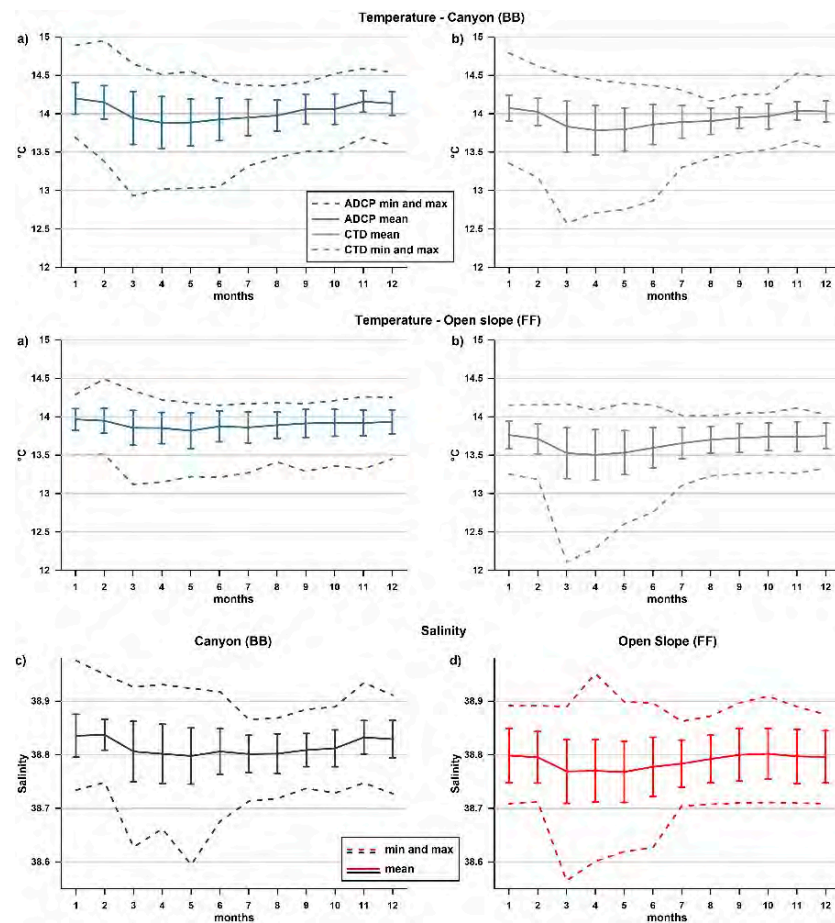 Temperature - Canyon (BB)
a)
b)
15
14.5
14
13.5
13
12.5
12
°C
ADCP min and max
ADCP mean
CTD mean
CTD min and max
1 2 3 4 5 6 7 8 9 10 11 12
months
15
14.5
14
13.5
13
12.5
12
°C
1 2 3 4 5 6 7 8 9 10 11 12
months
Temperature - Open slope (FF)
a)
b)
15
14.5
14
13.5
13
12.5
12
°C
1 2 3 4 5 6 7 8 9 10 11 12
months
15
14.5
14
13.5
13
12.5
12
°C
1 2 3 4 5 6 7 8 9 10 11 12
months
Salinity
Canyon (BB)
Open Slope (FF)
c)
d)
38.9
38.8
38.7
38.6
Salinity
min and max
mean
1 2 3 4 5 6 7 8 9 10 11 12
months
38.9
38.8
38.7
38.6
Salinity
1 2 3 4 5 6 7 8 9 10 11 12
months